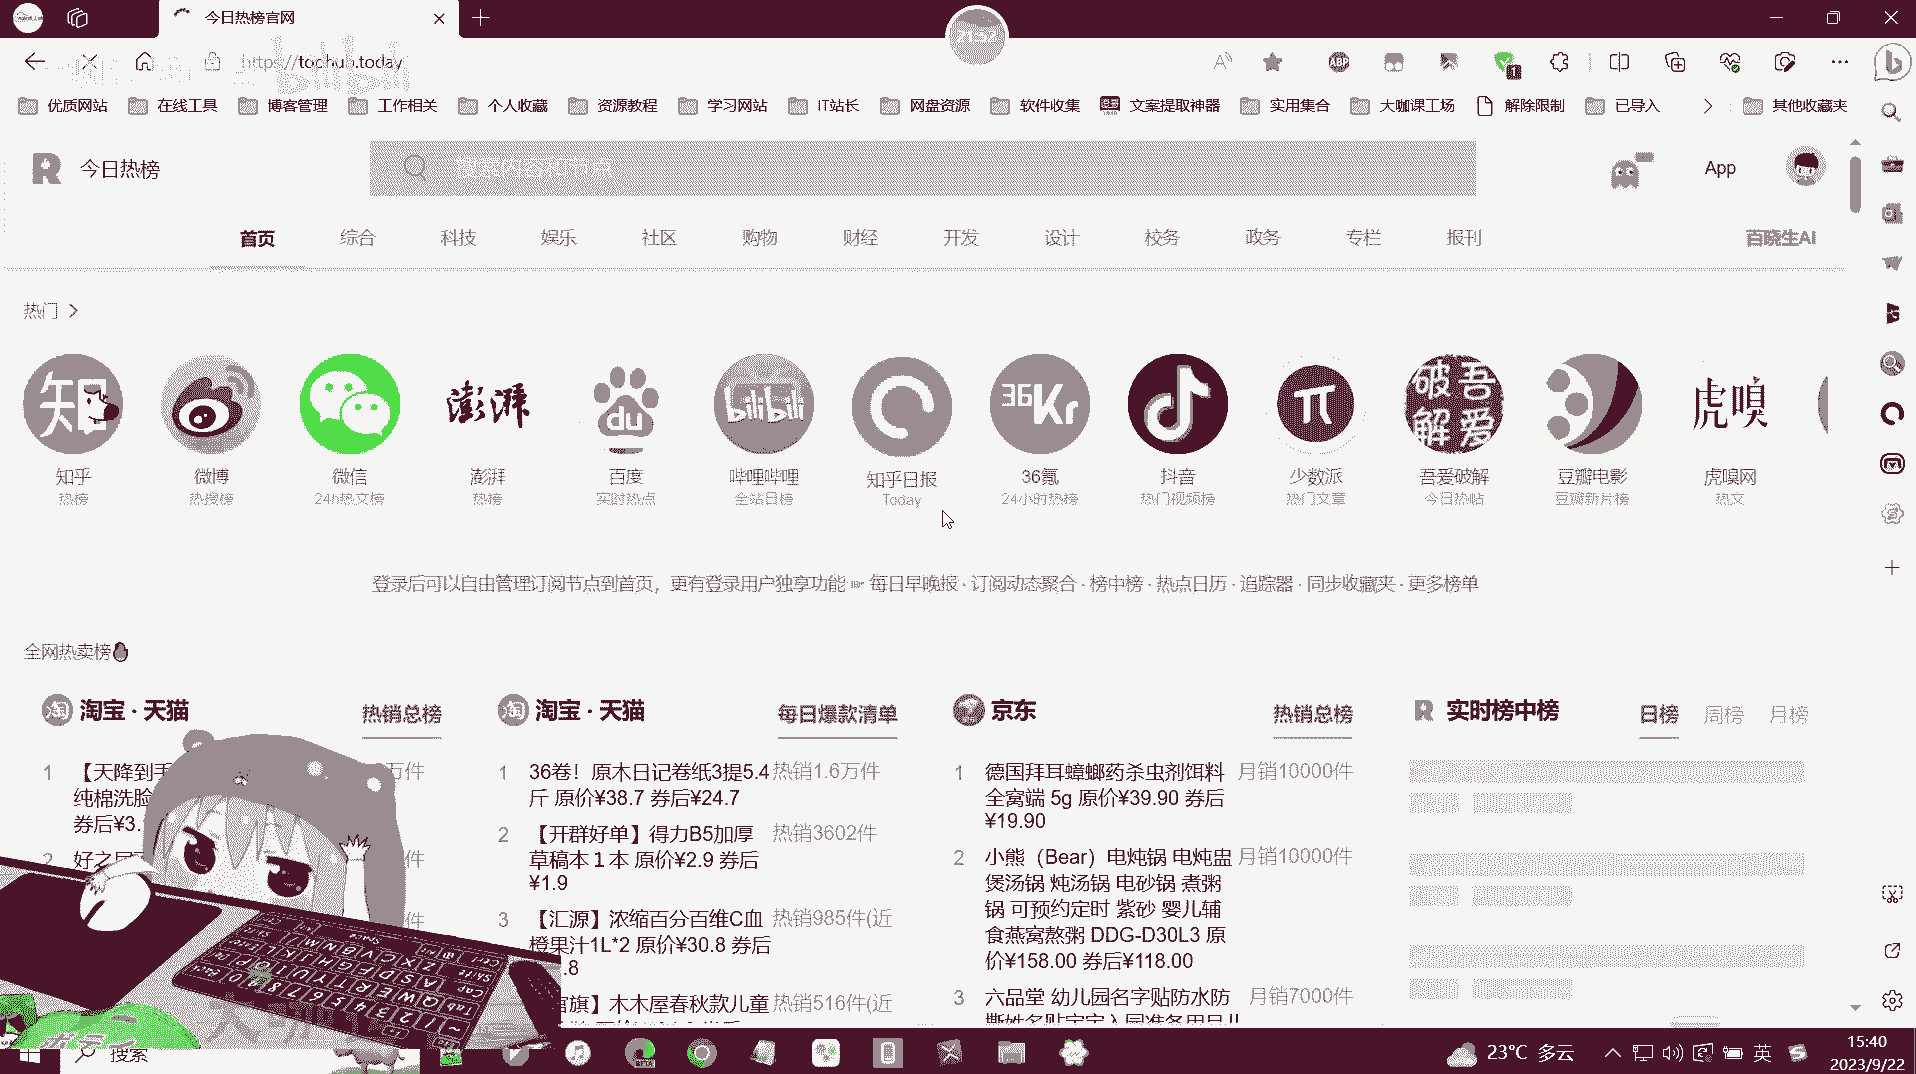 今日热榜官网
21:52
https://tophub.today
优质网站 在线工具 博客管理 工作相关 个人收藏 资源教程 学习网站 IT站长 网盘资源 软件收集 文案提取神器 实用集合 大咖课工场 解除限制 已导入 其他收藏夹
今日热榜
搜索内容和节点
App
首页 综合 科技 娱乐 社区 购物 财经 开发 设计 校务 政务 专栏 报刊 百晓生AI
热门
知乎 微博 微信 澎湃 百度 哔哩哔哩 知乎日报 36氪 抖音 少数派 吾爱破解 豆瓣电影 虎嗅网
热榜 热搜榜 24h热文榜 热榜 实时热点 全站日榜 Today 24小时热榜 热门视频榜 热门文章 今日热帖 豆瓣新片榜 热文
登录后可以自由管理订阅节点到首页，更有登录用户独享功能 ☞ 每日早晚报 · 订阅动态聚合 · 榜中榜 · 热点日历 · 追踪器 · 同步收藏夹 · 更多榜单
全网热卖榜
淘宝 · 天猫 热销总榜
1 【天降到手
万件
纯棉洗脸
券后¥3.
2 好之
件
件
淘宝 · 天猫 每日爆款清单
1 36卷！原木日记卷纸3提5.4 热销1.6万件
斤 原价¥38.7 券后¥24.7
2 【开群好单】得力B5加厚 热销3602件
草稿本１本 原价¥2.9 券后
¥1.9
3 【汇源】浓缩百分百维C血 热销985件(近
橙果汁1L*2 原价¥30.8 券后
.8
官旗】木木屋春秋款儿童 热销516件(近
京东 热销总榜
1 德国拜耳蟑螂药杀虫剂饵料 月销10000件
全窝端 5g 原价¥39.90 券后
¥19.90
2 小熊（Bear）电炖锅 电炖盅 月销10000件
煲汤锅 炖汤锅 电砂锅 煮粥
锅 可预约定时 紫砂 婴儿辅
食燕窝熬粥 DDG-D30L3 原
价¥158.00 券后¥118.00
3 六品堂 幼儿园名字贴防水防 月销7000件
撕姓名贴宝宝入园准备用品儿
实时榜中榜 日榜 周榜 月榜
搜索
23°C 多云
英
15:40
2023/9/22